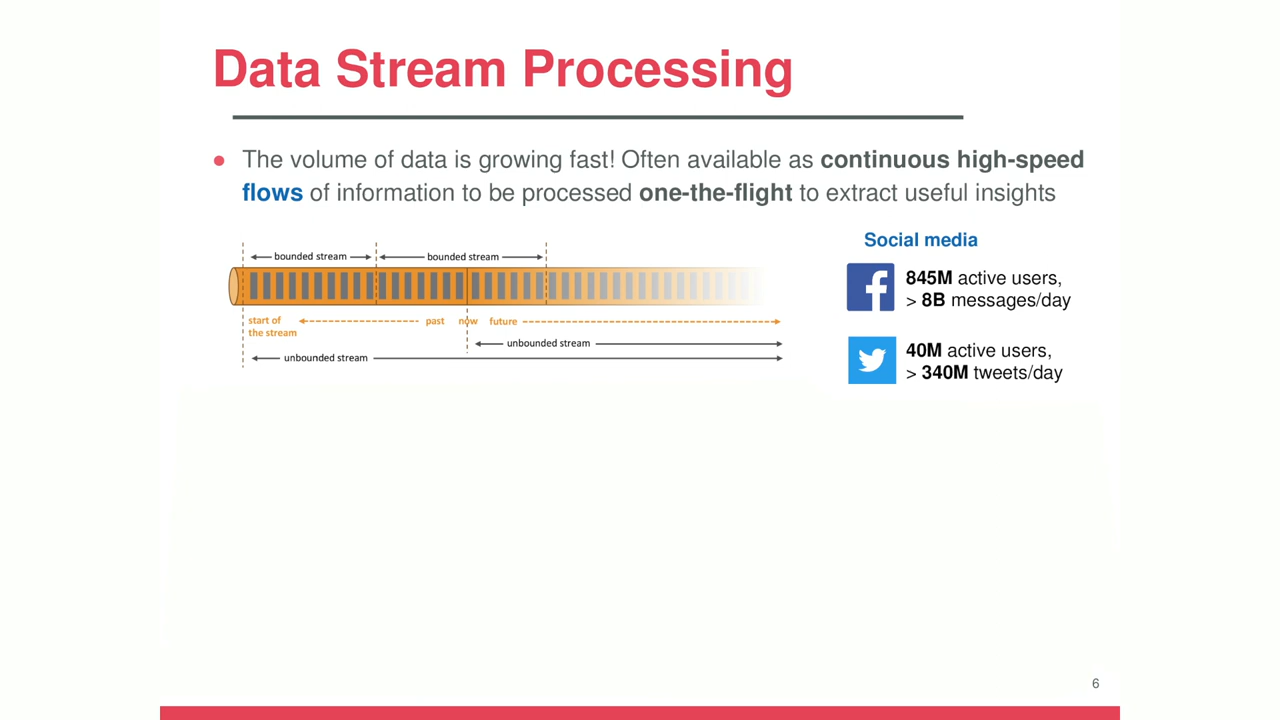 Data Stream Processing
● The volume of data is growing fast! Often available as continuous high-speed
flows of information to be processed one-the-flight to extract useful insights
bounded stream
bounded stream
start of
the stream
past
now
future
unbounded stream
unbounded stream
Social media
845M active users,
> 8B messages/day
40M active users,
> 340M tweets/day
6